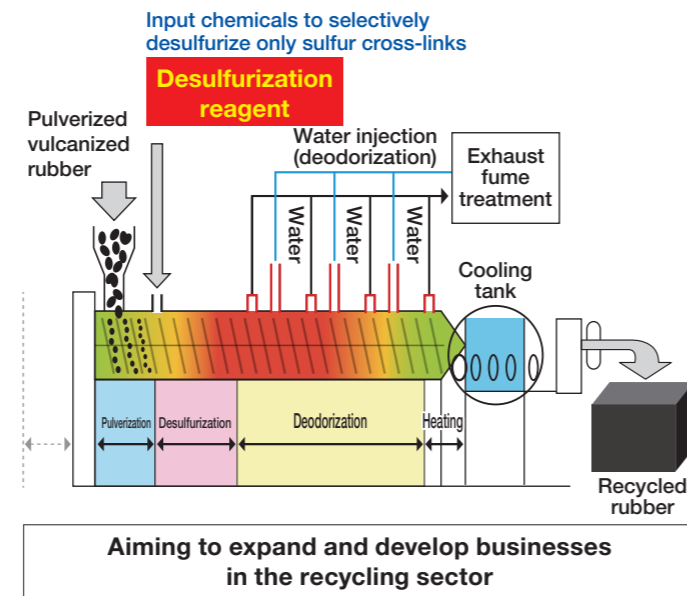 Input chemicals to selectively
desulfurize only sulfur cross-links
Desulfurization
reagent
Pulverized
vulcanized
rubber
Water injection
(deodorization)
Exhaust
fume
treatment
Water
Water
Water
Cooling
tank
Pulverization
Desulfurization
Deodorization
Heating
Recycled
rubber
Aiming to expand and develop businesses
in the recycling sector